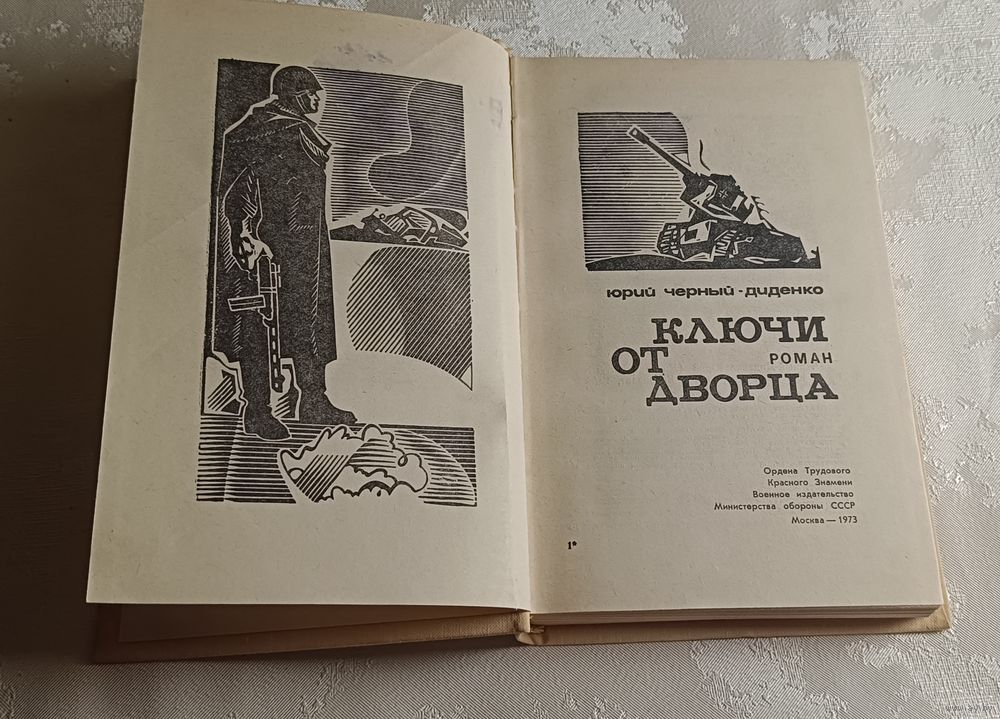 юрий черный-диденко
КЛЮЧИ
ОТ
РОМАН
ДВОРЦА
Ордена Трудового
Красного Знамени
Военное издательство
Министерства обороны СССР
Москва — 1973
1*